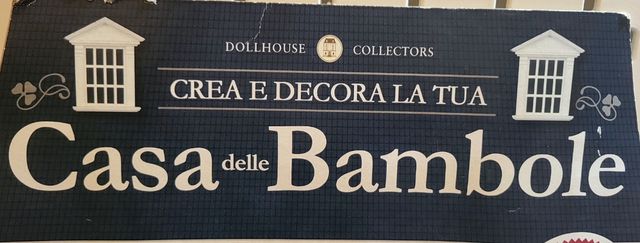 DOLLHOUSE COLLECTORS
CREA E DECORA LA TUA
Casa delle Bambole